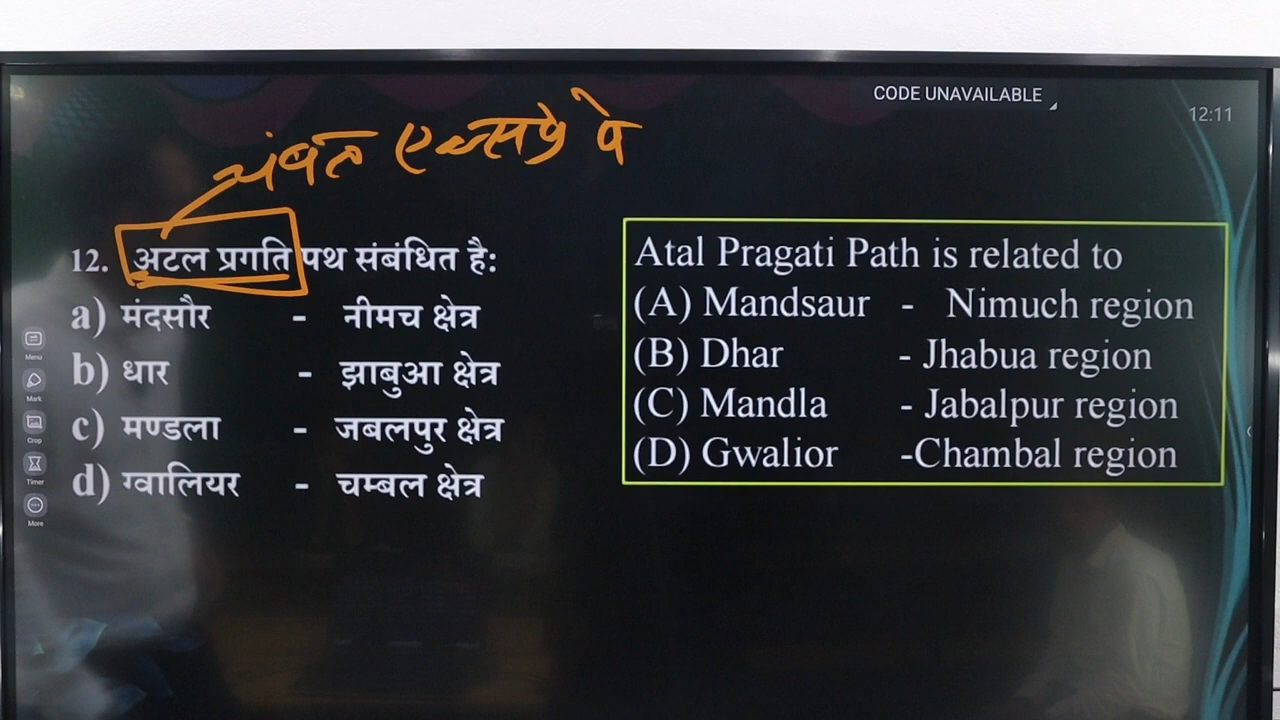 CODE UNAVAILABLE
12:11
चंबल एक्सप्रे वे
12. अटल प्रगति पथ संबंधित है:
a) मंदसौर - नीमच क्षेत्र
b) धार - झाबुआ क्षेत्र
c) मण्डला - जबलपुर क्षेत्र
d) ग्वालियर - चम्बल क्षेत्र
Atal Pragati Path is related to
(A) Mandsaur - Nimuch region
(B) Dhar - Jhabua region
(C) Mandla - Jabalpur region
(D) Gwalior -Chambal region
Menu
Mark
Crop
Timer
More